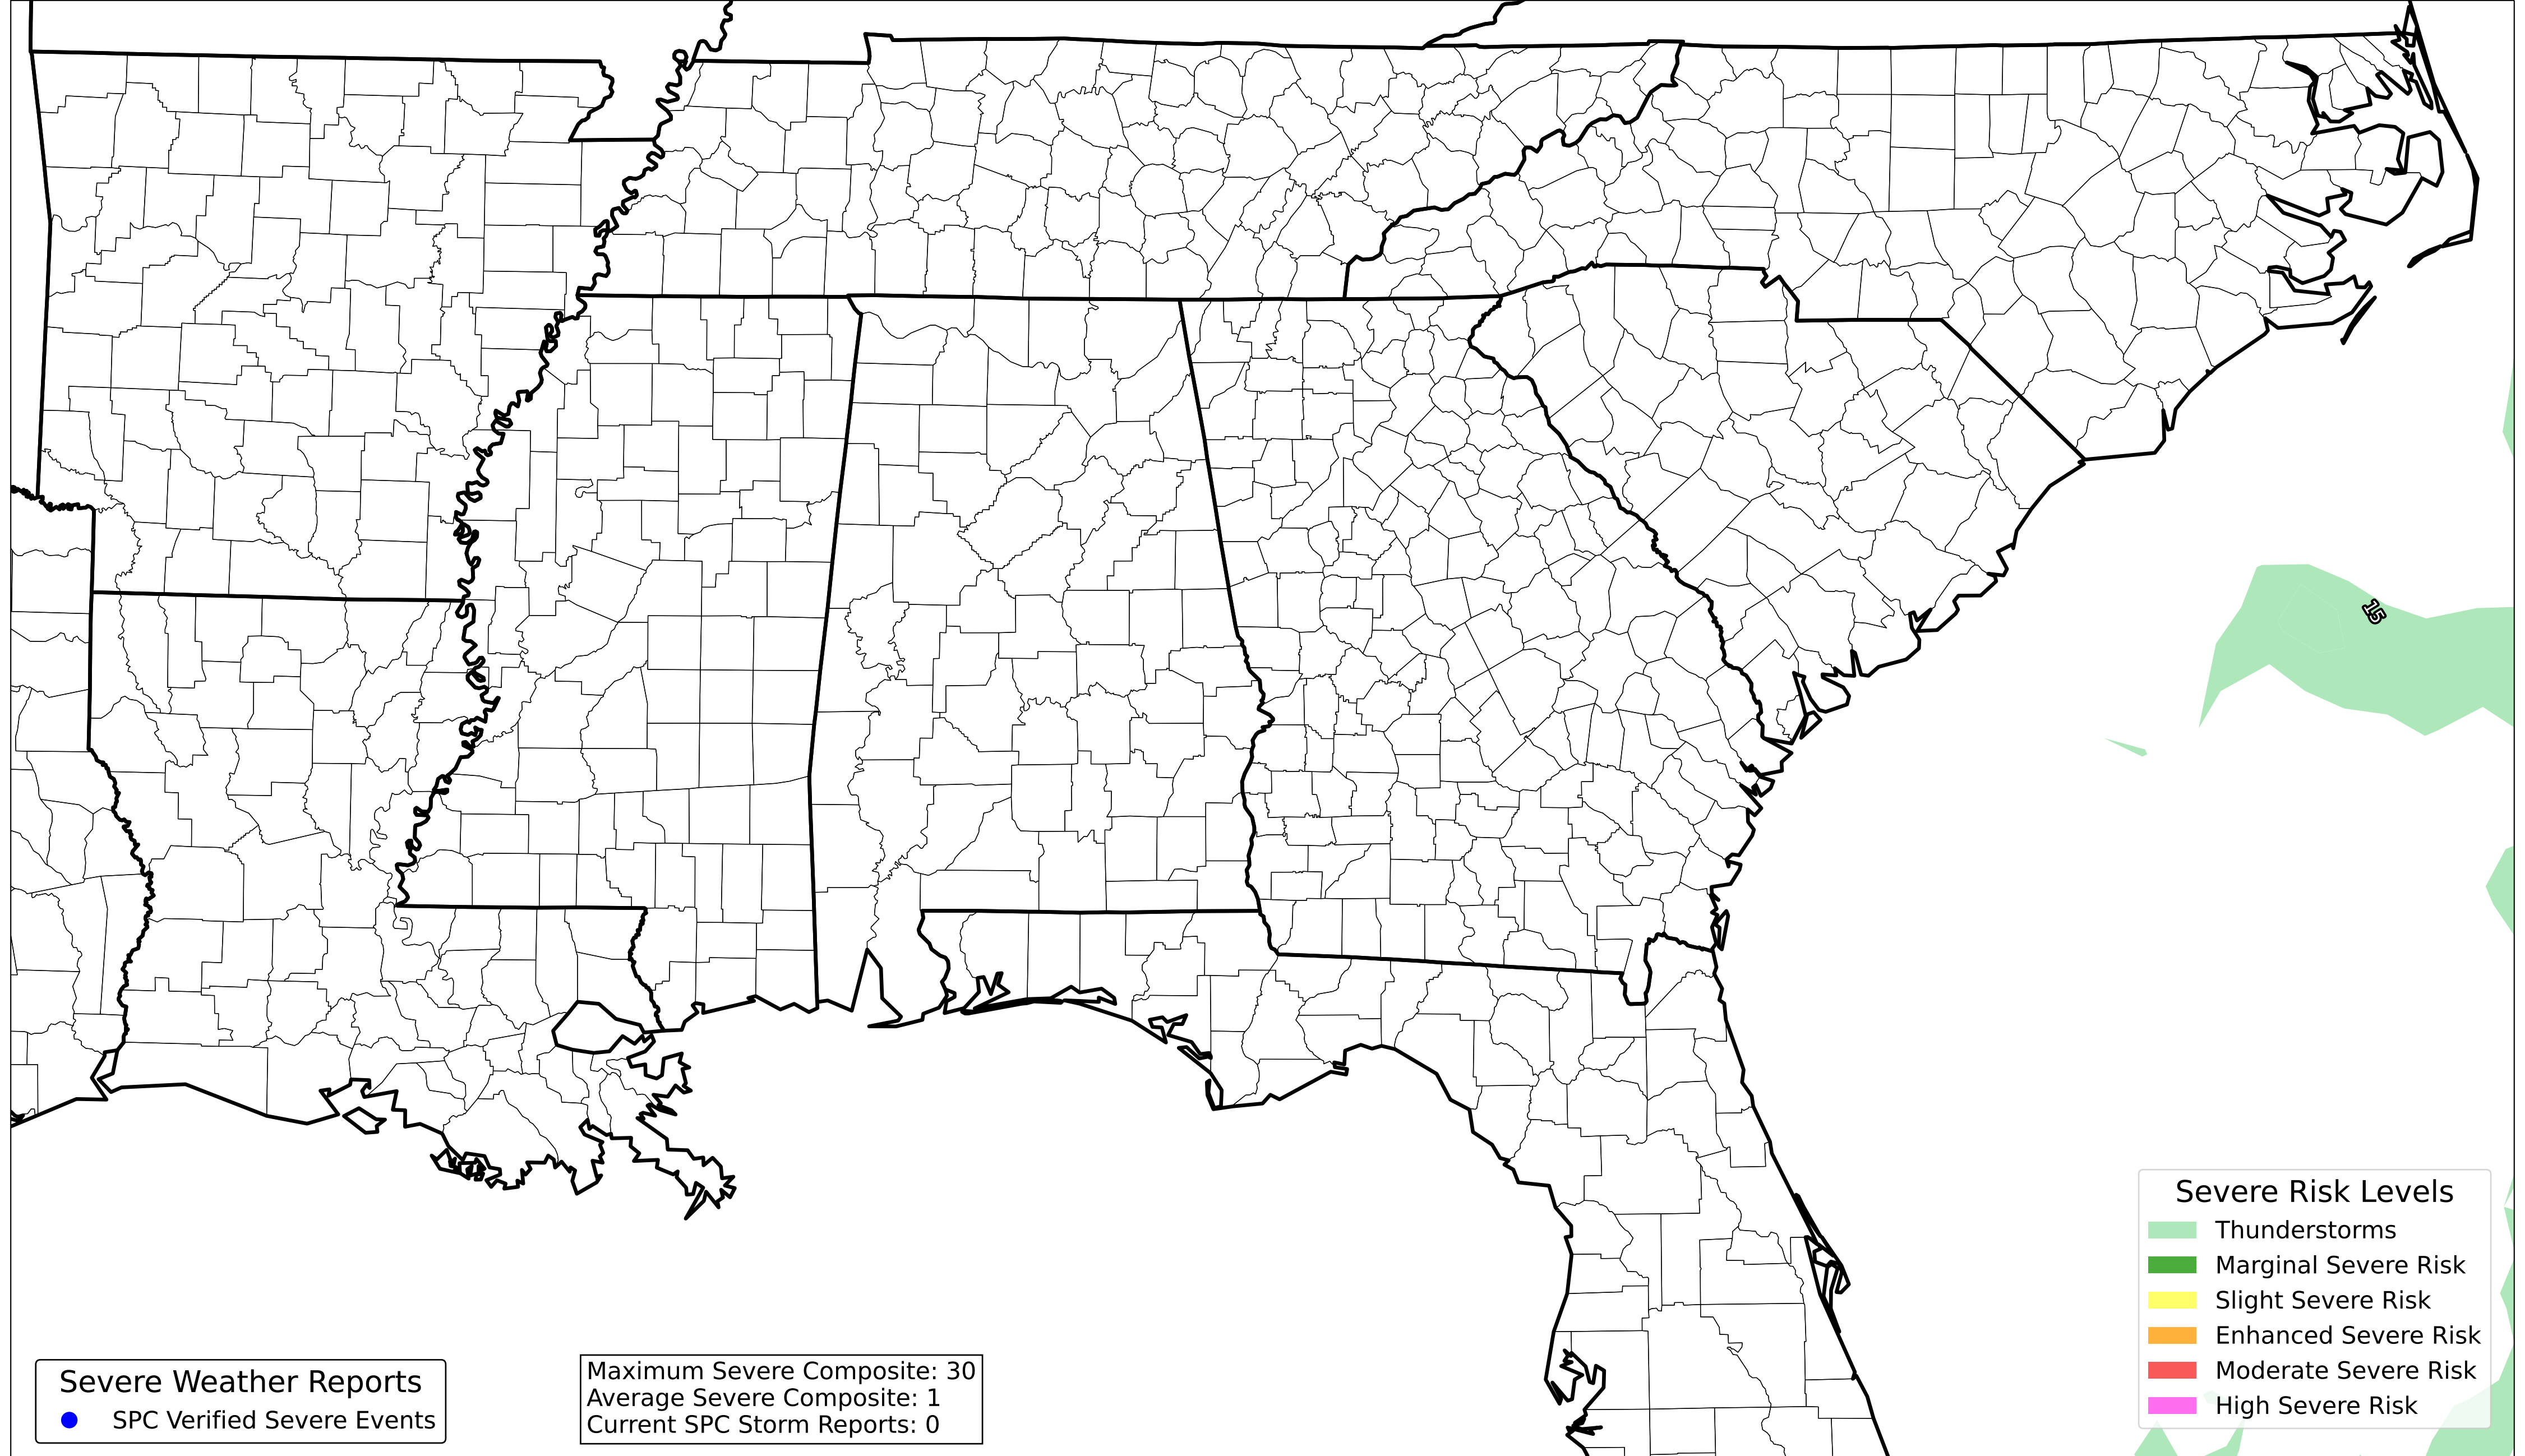 15
Severe Risk Levels
Thunderstorms
Marginal Severe Risk
Slight Severe Risk
Enhanced Severe Risk
Moderate Severe Risk
High Severe Risk
Severe Weather Reports
SPC Verified Severe Events
Maximum Severe Composite: 30
Average Severe Composite: 1
Current SPC Storm Reports: 0